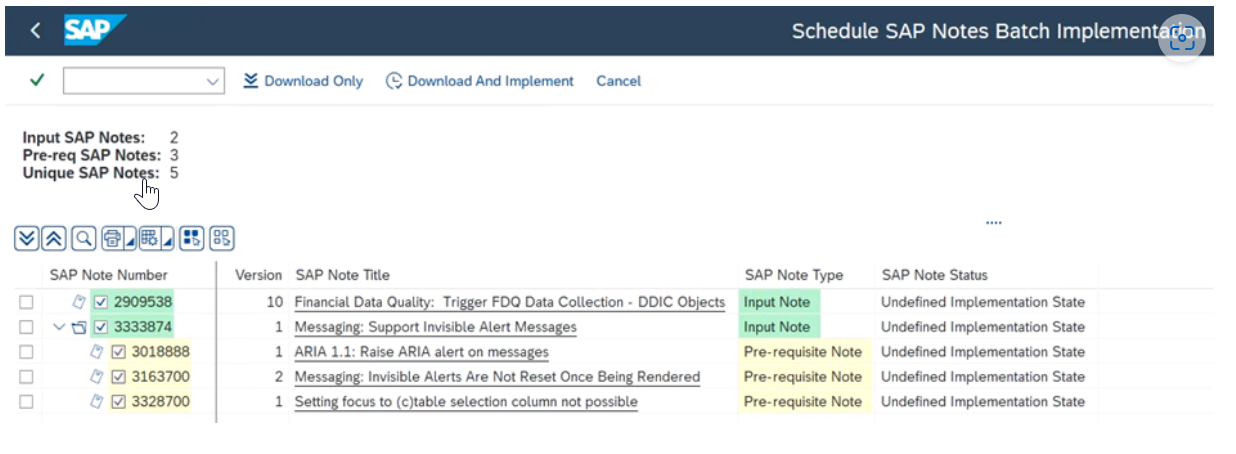 SAP
Schedule SAP Notes Batch Implementation
Download Only Download And Implement Cancel
Input SAP Notes: 2
Pre-req SAP Notes: 3
Unique SAP Notes: 5
SAP Note Number Version SAP Note Title SAP Note Type SAP Note Status
2909538 10 Financial Data Quality: Trigger FDQ Data Collection - DDIC Objects Input Note Undefined Implementation State
3333874 1 Messaging: Support Invisible Alert Messages Input Note Undefined Implementation State
3018888 1 ARIA 1.1: Raise ARIA alert on messages Pre-requisite Note Undefined Implementation State
3163700 2 Messaging: Invisible Alerts Are Not Reset Once Being Rendered Pre-requisite Note Undefined Implementation State
3328700 1 Setting focus to (c)table selection column not possible Pre-requisite Note Undefined Implementation State